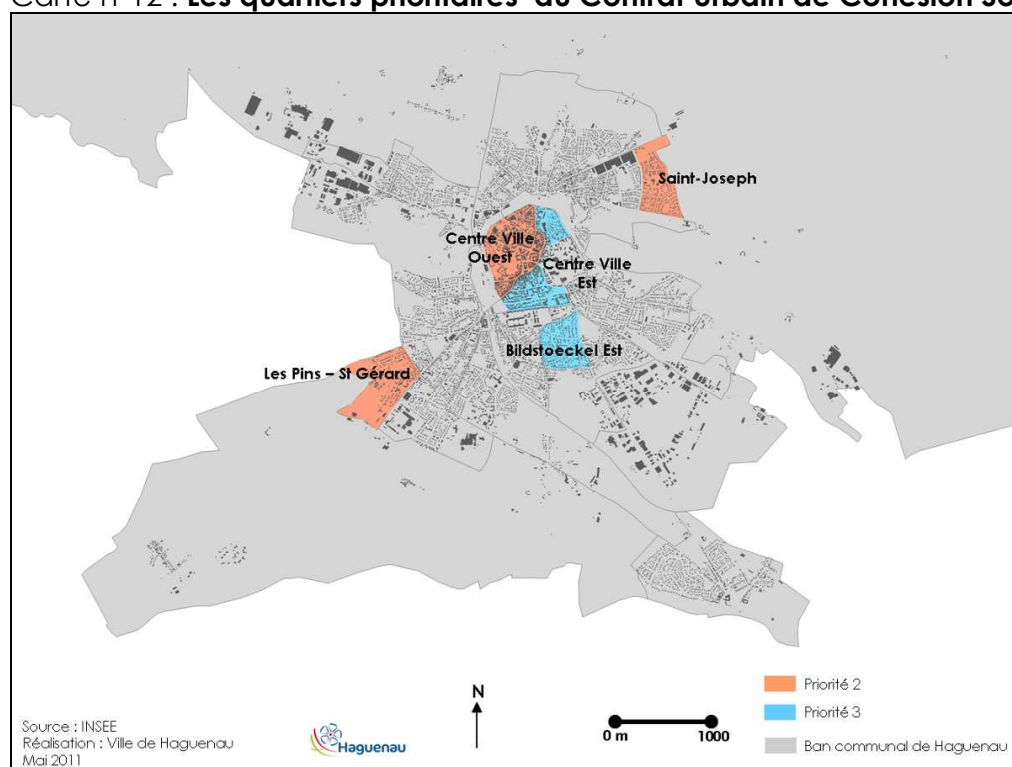 Carte n°12 : Les quartiers prioritaires du Contrat Urbain de Cohésion
Saint-Joseph
Centre Ville
Ouest
Centre Ville
Est
Bildstoeckel Est
Les Pins – St Gérard
N
0 m 1000
Priorité 2
Priorité 3
Ban communal de Haguenau
Source : INSEE
Réalisation : Ville de Haguenau
Mai 2011
Haguenau